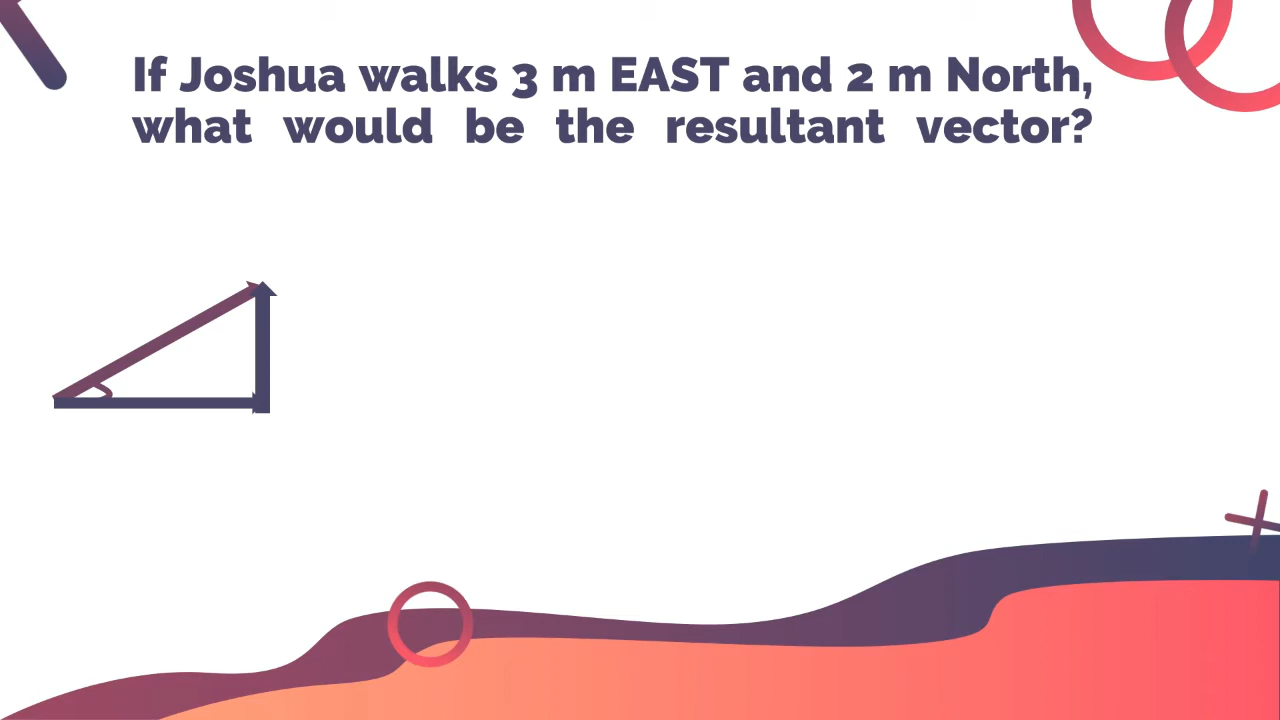 If Joshua walks 3 m EAST and 2 m North,
what would be the resultant vector?